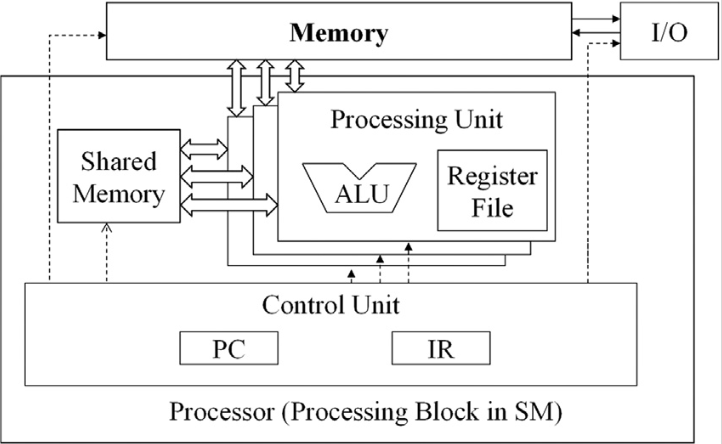 Memory
I/O
Processing Unit
Shared
Memory
ALU
Register
File
Control Unit
PC
IR
Processor (Processing Block in SM)